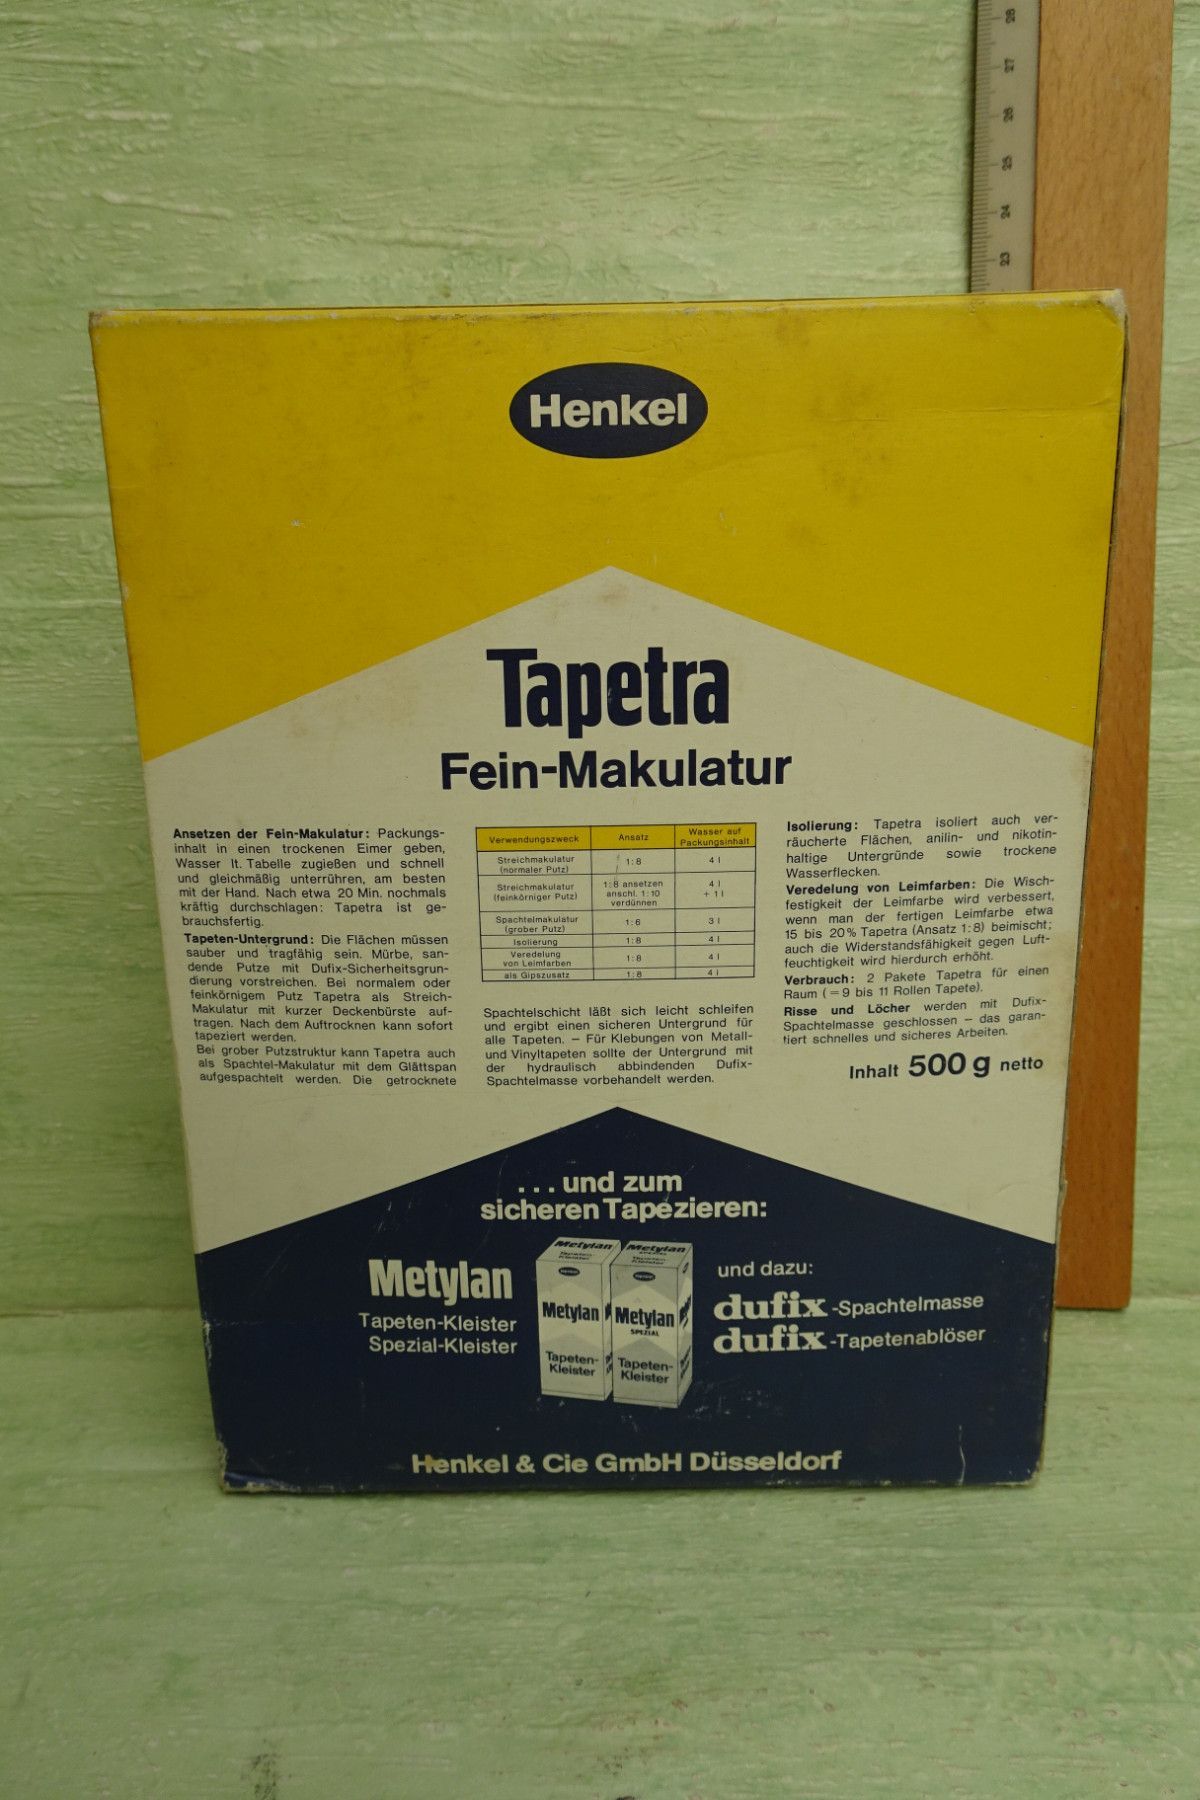 28
27
26
25
24
23
Henkel
Tapetra
Fein-Makulatur
Ansetzen der Fein-Makulatur: Packungs-
inhalt in einen trockenen Eimer geben,
Wasser lt. Tabelle zugießen und schnell
und gleichmäßig unterrühren, am besten
mit der Hand. Nach etwa 20 Min. nochmals
kräftig durchschlagen: Tapetra ist ge-
brauchsfertig.
Tapeten-Untergrund: Die Flächen müssen
sauber und tragfähig sein. Mürbe, san-
dende Putze mit Dufix-Sicherheitsgrun-
dierung vorstreichen. Bei normalem oder
feinkörnigem Putz Tapetra als Streich-
Makulatur mit kurzer Deckenbürste auf-
tragen. Nach dem Auftrocknen kann sofort
tapeziert werden.
Bei grober Putzstruktur kann Tapetra auch
als Spachtel-Makulatur mit dem Glättspan
aufgespachtelt werden. Die getrocknete
Verwendungszweck Ansatz Wasser auf Packungsinhalt
Streichmakulatur (normaler Putz) 1:8 4 l
Streichmakulatur (feinkörniger Putz) 1:8 ansetzen anschl. 1:10 verdünnen 4 l + 1 l
Spachtelmakulatur (grober Putz) 1:6 3 l
Isolierung 1:8 4 l
Veredelung von Leimfarben 1:8 4 l
als Gipszusatz 1:8 4 l
Spachtelschicht läßt sich leicht schleifen
und ergibt einen sicheren Untergrund für
alle Tapeten. – Für Klebungen von Metall-
und Vinyltapeten sollte der Untergrund mit
der hydraulisch abbindenden Dufix-
Spachtelmasse vorbehandelt werden.
Isolierung: Tapetra isoliert auch ver-
räucherte Flächen, anilin- und nikotin-
haltige Untergründe sowie trockene
Wasserflecken.
Veredelung von Leimfarben: Die Wisch-
festigkeit der Leimfarbe wird verbessert,
wenn man der fertigen Leimfarbe etwa
15 bis 20% Tapetra (Ansatz 1:8) beimischt;
auch die Widerstandsfähigkeit gegen Luft-
feuchtigkeit wird hierdurch erhöht.
Verbrauch: 2 Pakete Tapetra für einen
Raum (=9 bis 11 Rollen Tapete).
Risse und Löcher werden mit Dufix-
Spachtelmasse geschlossen – das garan-
tiert schnelles und sicheres Arbeiten.
Inhalt 500 g netto
...und zum
sicheren Tapezieren:
Metylan
Tapeten-Kleister
Spezial-Kleister
Metylan
Tapeten-
Kleister
Henkel
Metylan
Tapeten-
Kleister
Metylan
Henkel
Metylan
SPEZIAL
Tapeten-
Kleister
und dazu:
dufix-Spachtelmasse
dufix-Tapetenablöser
Henkel & Cie GmbH Düsseldorf